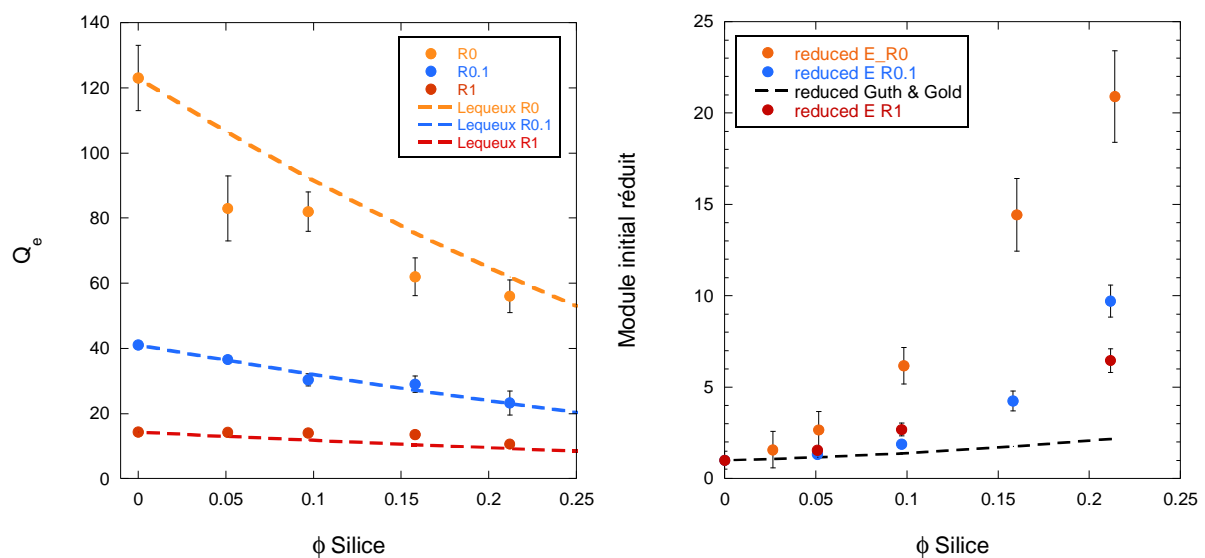 140
120
100
80
60
40
20
0
Q e
0
0.05
0.1
0.15
0.2
0.25
ϕ Silice
R0
R0.1
R1
Lequeux R0
Lequeux R0.1
Lequeux R1
25
20
15
10
5
0
Module initial réduit
0
0.05
0.1
0.15
0.2
0.25
ϕ Silice
reduced E_R0
reduced E R0.1
reduced Guth & Gold
reduced E R1